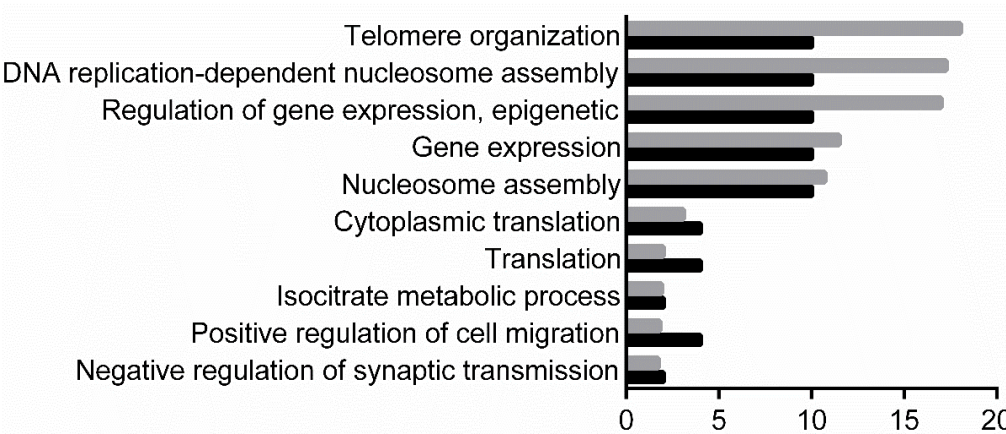 Telomere organization
DNA replication-dependent nucleosome assembly
Regulation of gene expression, epigenetic
Gene expression
Nucleosome assembly
Cytoplasmic translation
Translation
Isocitrate metabolic process
Positive regulation of cell migration
Negative regulation of synaptic transmission
0 5 10 15 20